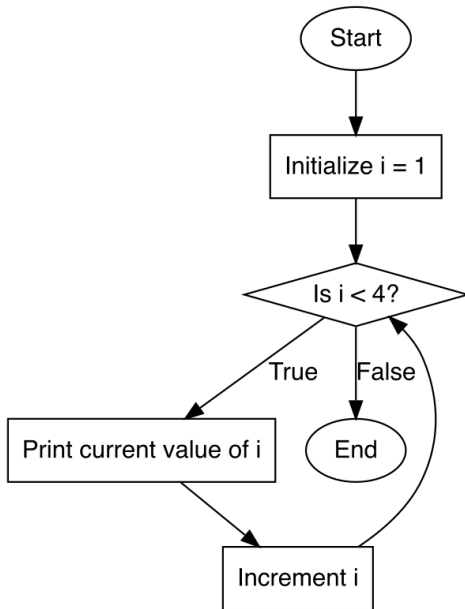 Start
Initialize i = 1
Is i < 4?
True
False
Print current value of i
End
Increment i